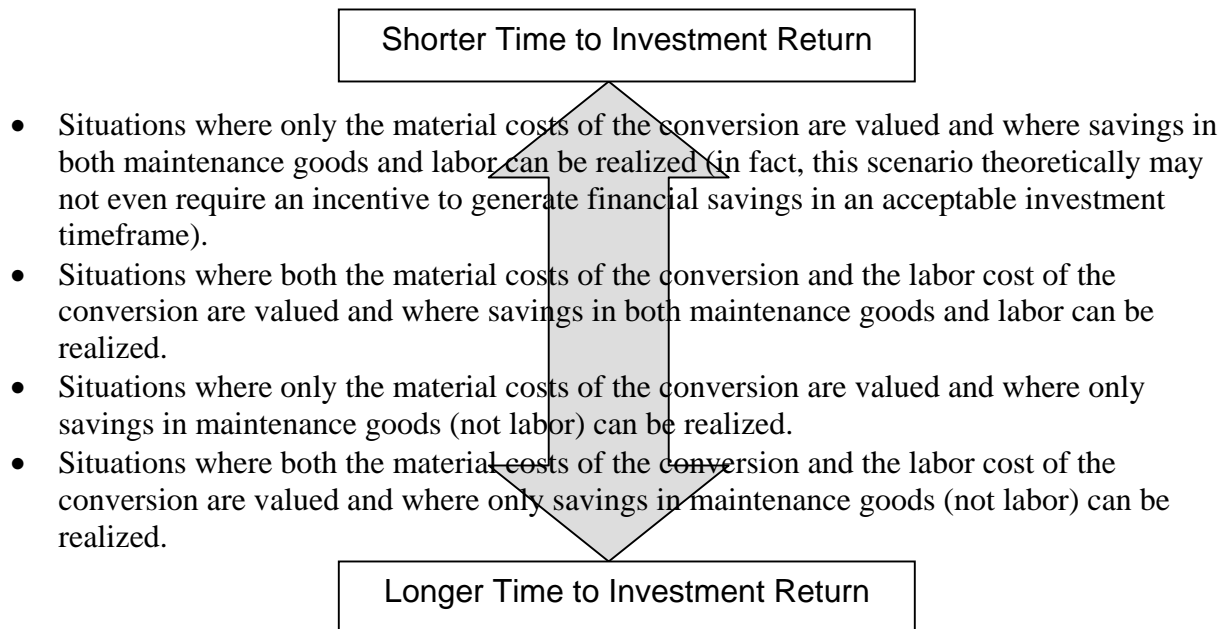 Shorter Time to Investment Return
• Situations where only the material costs of the conversion are valued and where savings in
both maintenance goods and labor can be realized (in fact, this scenario theoretically may
not even require an incentive to generate financial savings in an acceptable investment
timeframe).
• Situations where both the material costs of the conversion and the labor cost of the
conversion are valued and where savings in both maintenance goods and labor can be
realized.
• Situations where only the material costs of the conversion are valued and where only
savings in maintenance goods (not labor) can be realized.
• Situations where both the material costs of the conversion and the labor cost of the
conversion are valued and where only savings in maintenance goods (not labor) can be
realized.
Longer Time to Investment Return